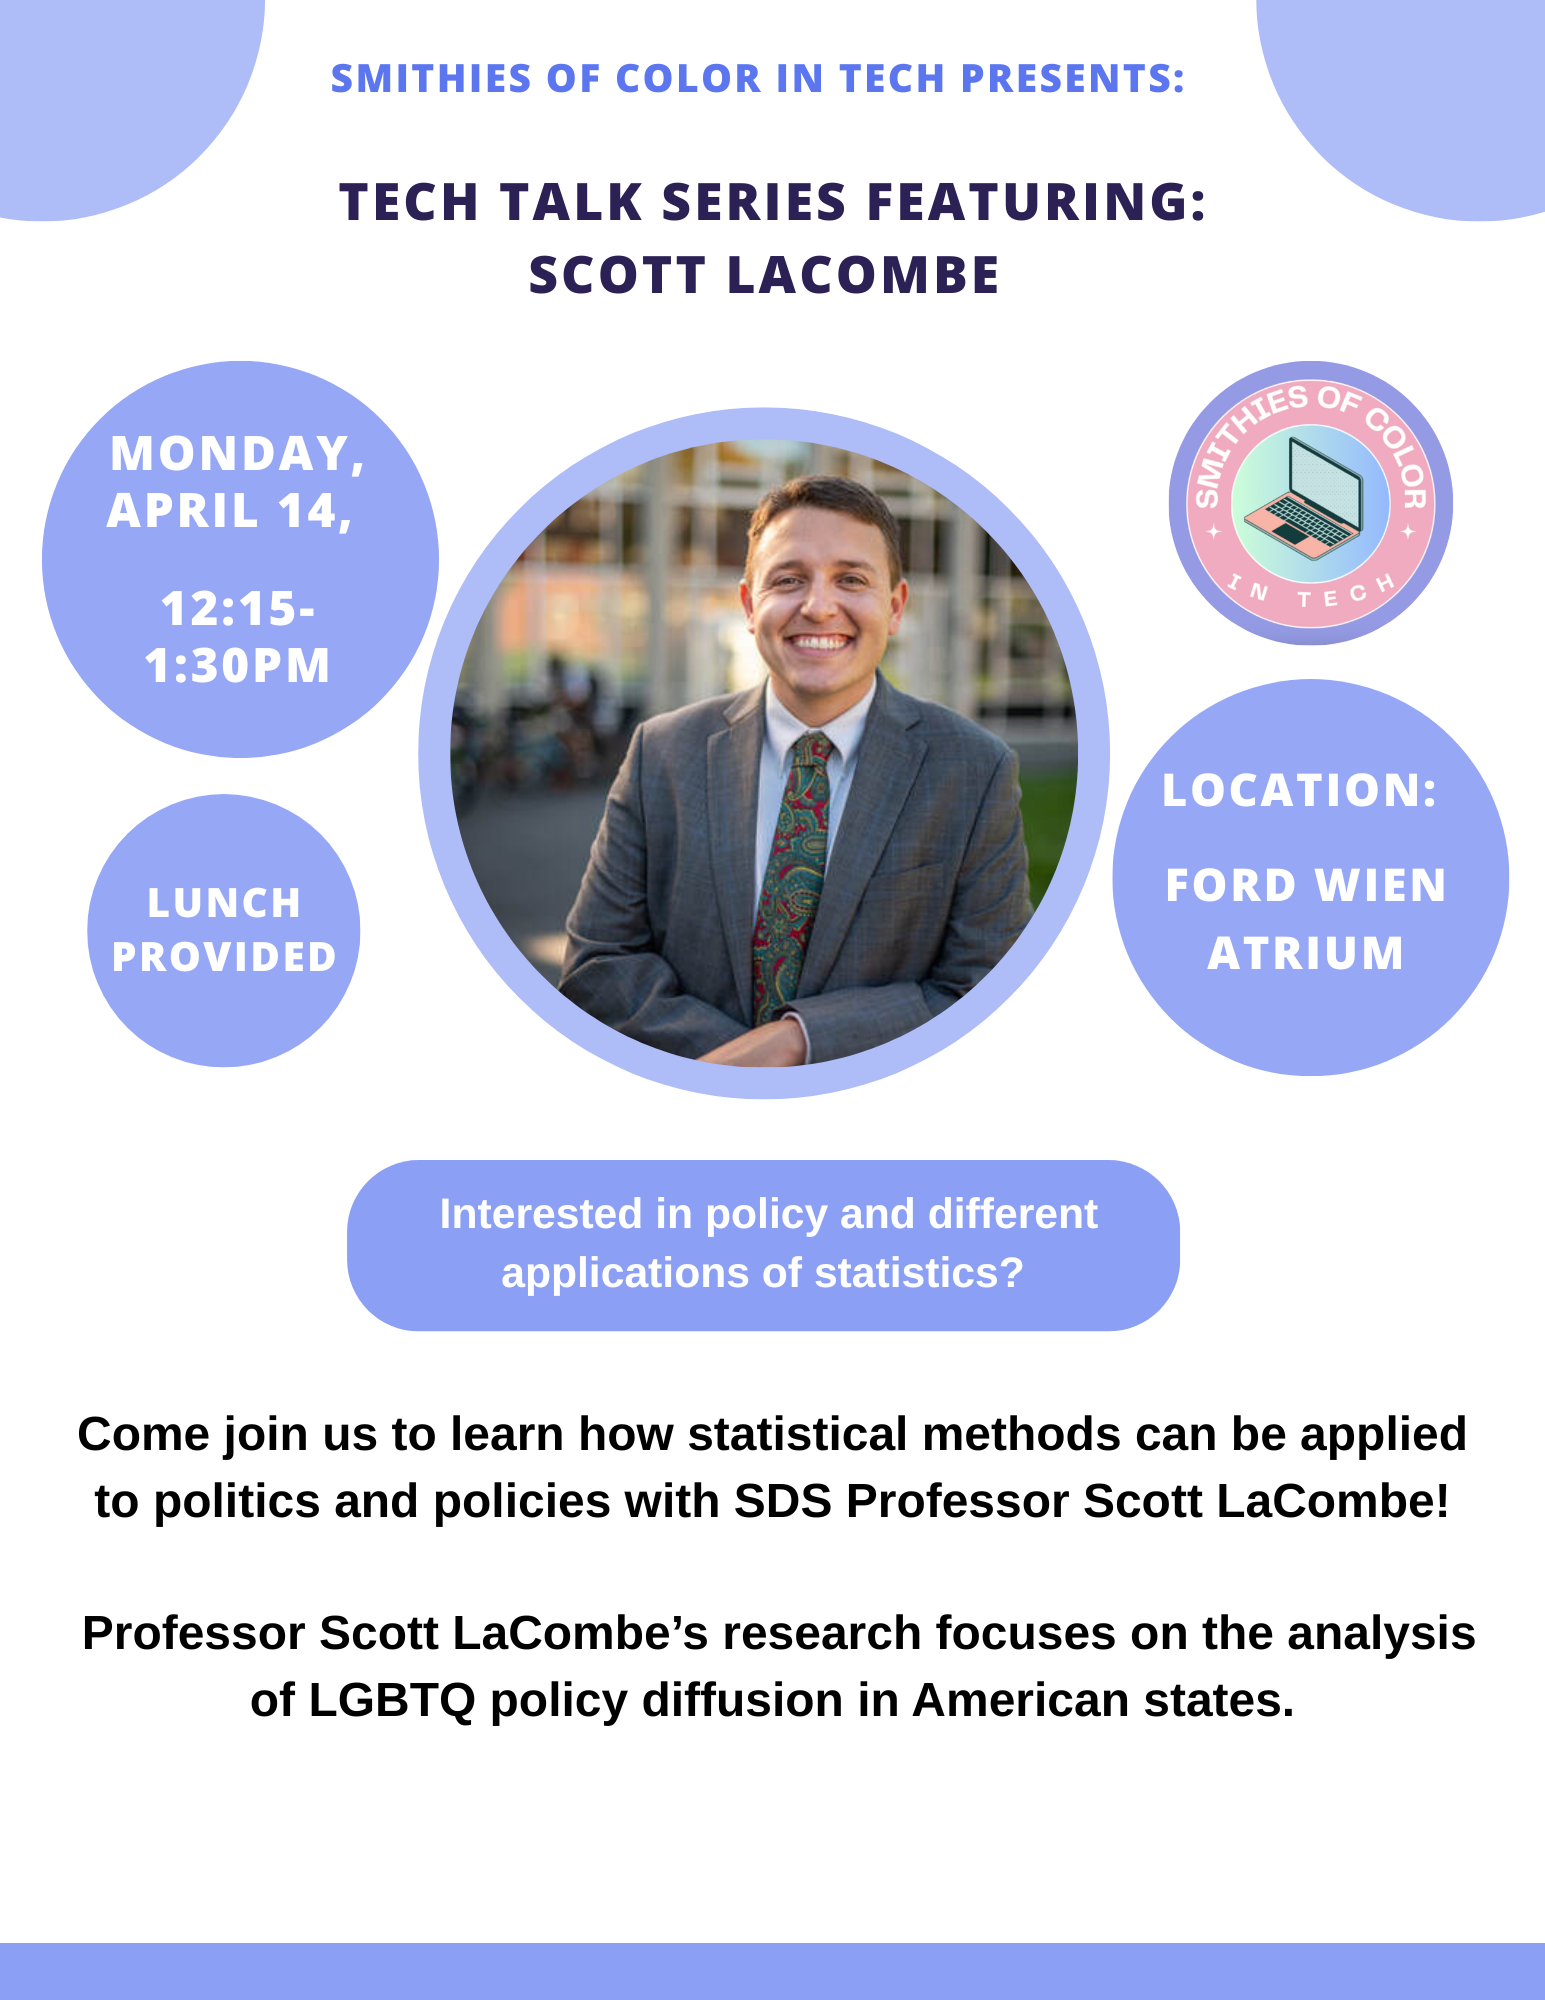 SMITHIES OF COLOR IN TECH PRESENTS:
TECH TALK SERIES FEATURING:
SCOTT LACOMBE
MONDAY,
APRIL 14,
12:15-
1:30PM
SMITHIES OF COLOR
IN TECH
LUNCH
PROVIDED
LOCATION:
FORD WIEN
ATRIUM
Interested in policy and different
applications of statistics?
Come join us to learn how statistical methods can be applied
to politics and policies with SDS Professor Scott LaCombe!
Professor Scott LaCombe’s research focuses on the analysis
of LGBTQ policy diffusion in American states.